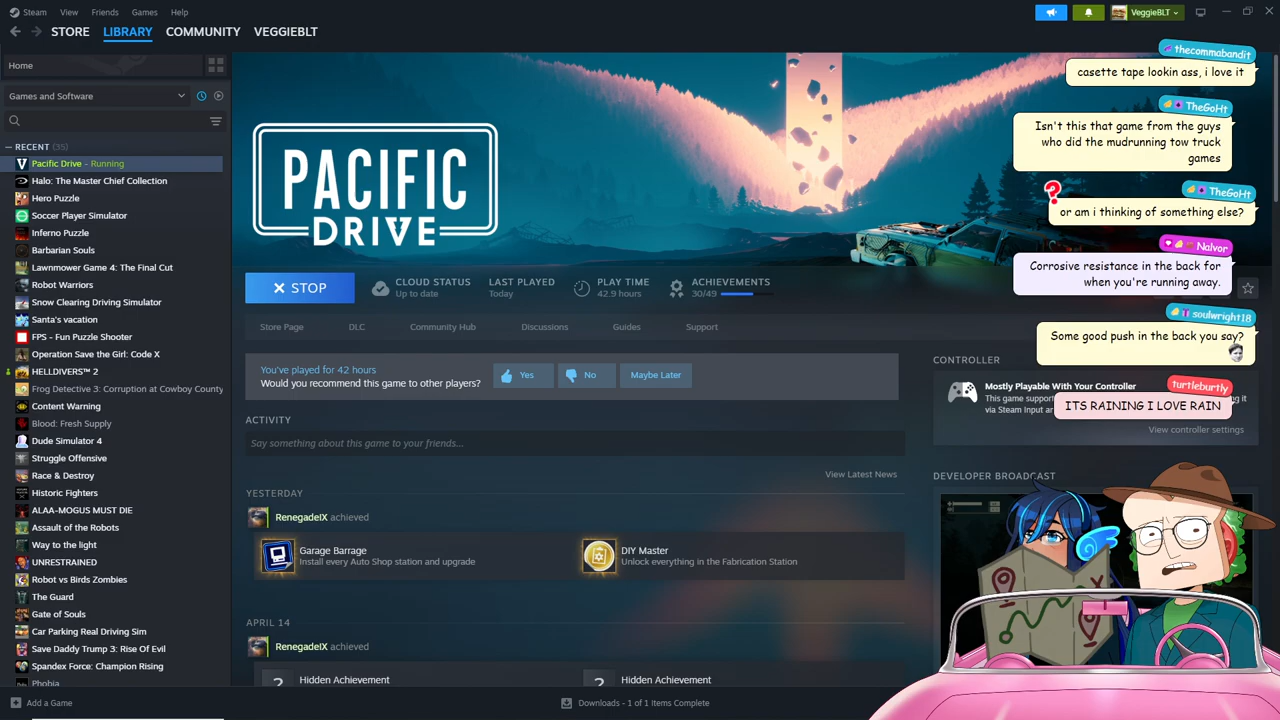 Steam View Friends Games Help
VeggieBLT
STORE LIBRARY COMMUNITY VEGGIEBLT
Home
Games and Software
RECENT (35)
Pacific Drive - Running
Halo: The Master Chief Collection
Hero Puzzle
Soccer Player Simulator
Inferno Puzzle
Barbarian Souls
Lawnmower Game 4: The Final Cut
Robot Warriors
Snow Clearing Driving Simulator
Santa's vacation
FPS - Fun Puzzle Shooter
Operation Save the Girl: Code X
HELLDIVERS™ 2
Frog Detective 3: Corruption at Cowboy County
Content Warning
Blood: Fresh Supply
Dude Simulator 4
Struggle Offensive
Race & Destroy
Historic Fighters
ALAA-MOGUS MUST DIE
Assault of the Robots
Way to the light
UNRESTRAINED
Robot vs Birds Zombies
The Guard
Gate of Souls
Car Parking Real Driving Sim
Save Daddy Trump 3: Rise Of Evil
Spandex Force: Champion Rising
Phobia
Add a Game
PACIFIC
DRIVE
STOP
CLOUD STATUS
Up to date
LAST PLAYED
Today
PLAY TIME
42.9 hours
ACHIEVEMENTS
30/49
Store Page DLC Community Hub Discussions Guides Support
You've played for 42 hours
Would you recommend this game to other players?
Yes No Maybe Later
ACTIVITY
Say something about this game to your friends...
View Latest News
YESTERDAY
RenegadeIX achieved
Garage Barrage
Install every Auto Shop station and upgrade
DIY Master
Unlock everything in the Fabrication Station
APRIL 14
RenegadeIX achieved
Hidden Achievement
Hidden Achievement
Downloads - 1 of 1 Items Complete
CONTROLLER
Mostly Playable With Your Controller
This game support
via Steam Input an
View controller settings
DEVELOPER BROADCAST
thecommabandit
casette tape lookin ass, i love it
TheGoHt
Isn't this that game from the guys
who did the mudrunning tow truck
games
TheGoHt
or am i thinking of something else?
Nalvor
Corrosive resistance in the back for
when you're running away.
soulwright18
Some good push in the back you say?
turtleburtly
ITS RAINING I LOVE RAIN